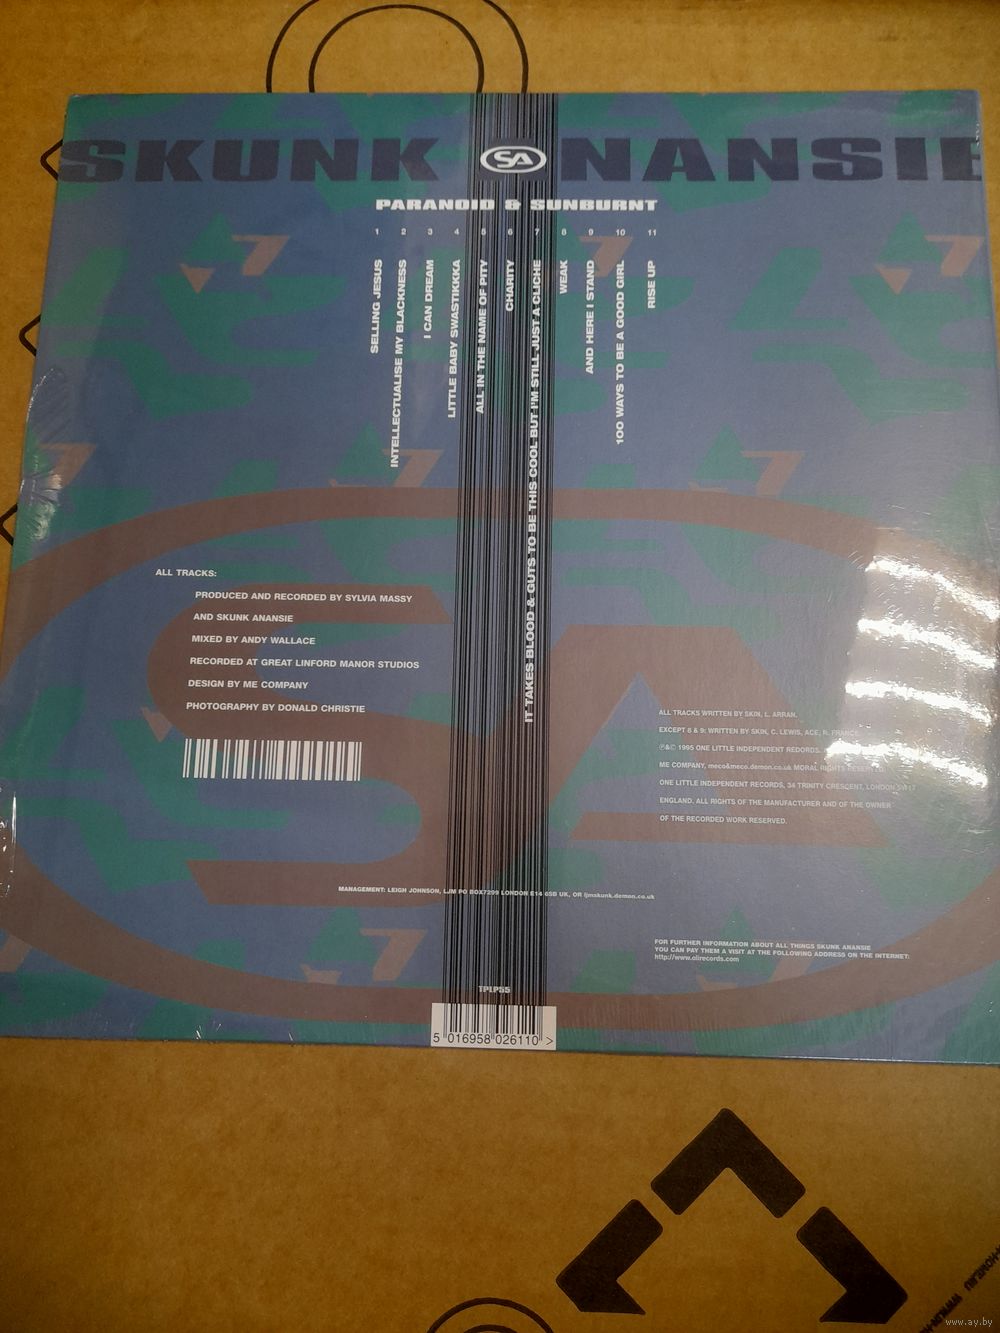 SKUNK SA NANSIE
PARANOID & SUNBURNT
1 2 3 4 5 6 7 8 9 10 11
SELLING JESUS
INTELLECTUALISE MY BLACKNESS
I CAN DREAM
LITTLE BABY SWASTIKKKA
ALL IN THE NAME OF PITY
CHARITY
IT TAKES BLOOD & GUTS TO BE THIS COOL BUT I'M STILL JUST A CLICHE
WEAK
AND HERE I STAND
100 WAYS TO BE A GOOD GIRL
RISE UP
ALL TRACKS:
PRODUCED AND RECORDED BY SYLVIA MASSY
AND SKUNK ANANSIE
MIXED BY ANDY WALLACE
RECORDED AT GREAT LINFORD MANOR STUDIOS
DESIGN BY ME COMPANY
PHOTOGRAPHY BY DONALD CHRISTIE
ALL TRACKS WRITTEN BY SKIN, L. ARRAN.
EXCEPT 8 & 9: WRITTEN BY SKIN, C. LEWIS, ACE, R. FRANCE
℗&© 1995 ONE LITTLE INDEPENDENT RECORDS.
ME COMPANY, meco&meco.demon.co.uk MORAL RIGHTS RESERVED.
ONE LITTLE INDEPENDENT RECORDS, 34 TRINITY CRESCENT, LONDON SW17
ENGLAND. ALL RIGHTS OF THE MANUFACTURER AND OF THE OWNER
OF THE RECORDED WORK RESERVED.
MANAGEMENT: LEIGH JOHNSON, LJM PO BOX7299 LONDON E14 6SB UK, OR ljmskunk.demon.co.uk
FOR FURTHER INFORMATION ABOUT ALL THINGS SKUNK ANANSIE
YOU CAN PAY THEM A VISIT AT THE FOLLOWING ADDRESS ON THE INTERNET:
http://www.olirecords.com
TPLP55
5 016958 026110 >
www.ay.by